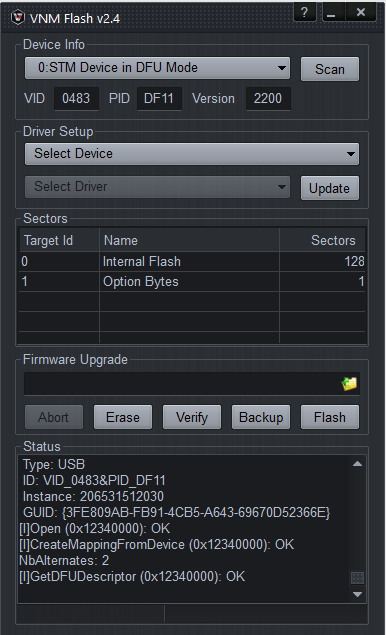 VNM Flash v2.4
?
Device Info
0:STM Device in DFU Mode
Scan
VID 0483 PID DF11 Version 2200
Driver Setup
Select Device
Select Driver
Update
Sectors
Target Id Name Sectors
0 Internal Flash 128
1 Option Bytes 1
Firmware Upgrade
Abort Erase Verify Backup Flash
Status
Type: USB
ID: VID_0483&PID_DF11
Instance: 206531512030
GUID: {3FE809AB-FB91-4CB5-A643-69670D52366E}
[I]Open (0x12340000): OK
[I]CreateMappingFromDevice (0x12340000): OK
NbAlternates: 2
[I]GetDFUDescriptor (0x12340000): OK